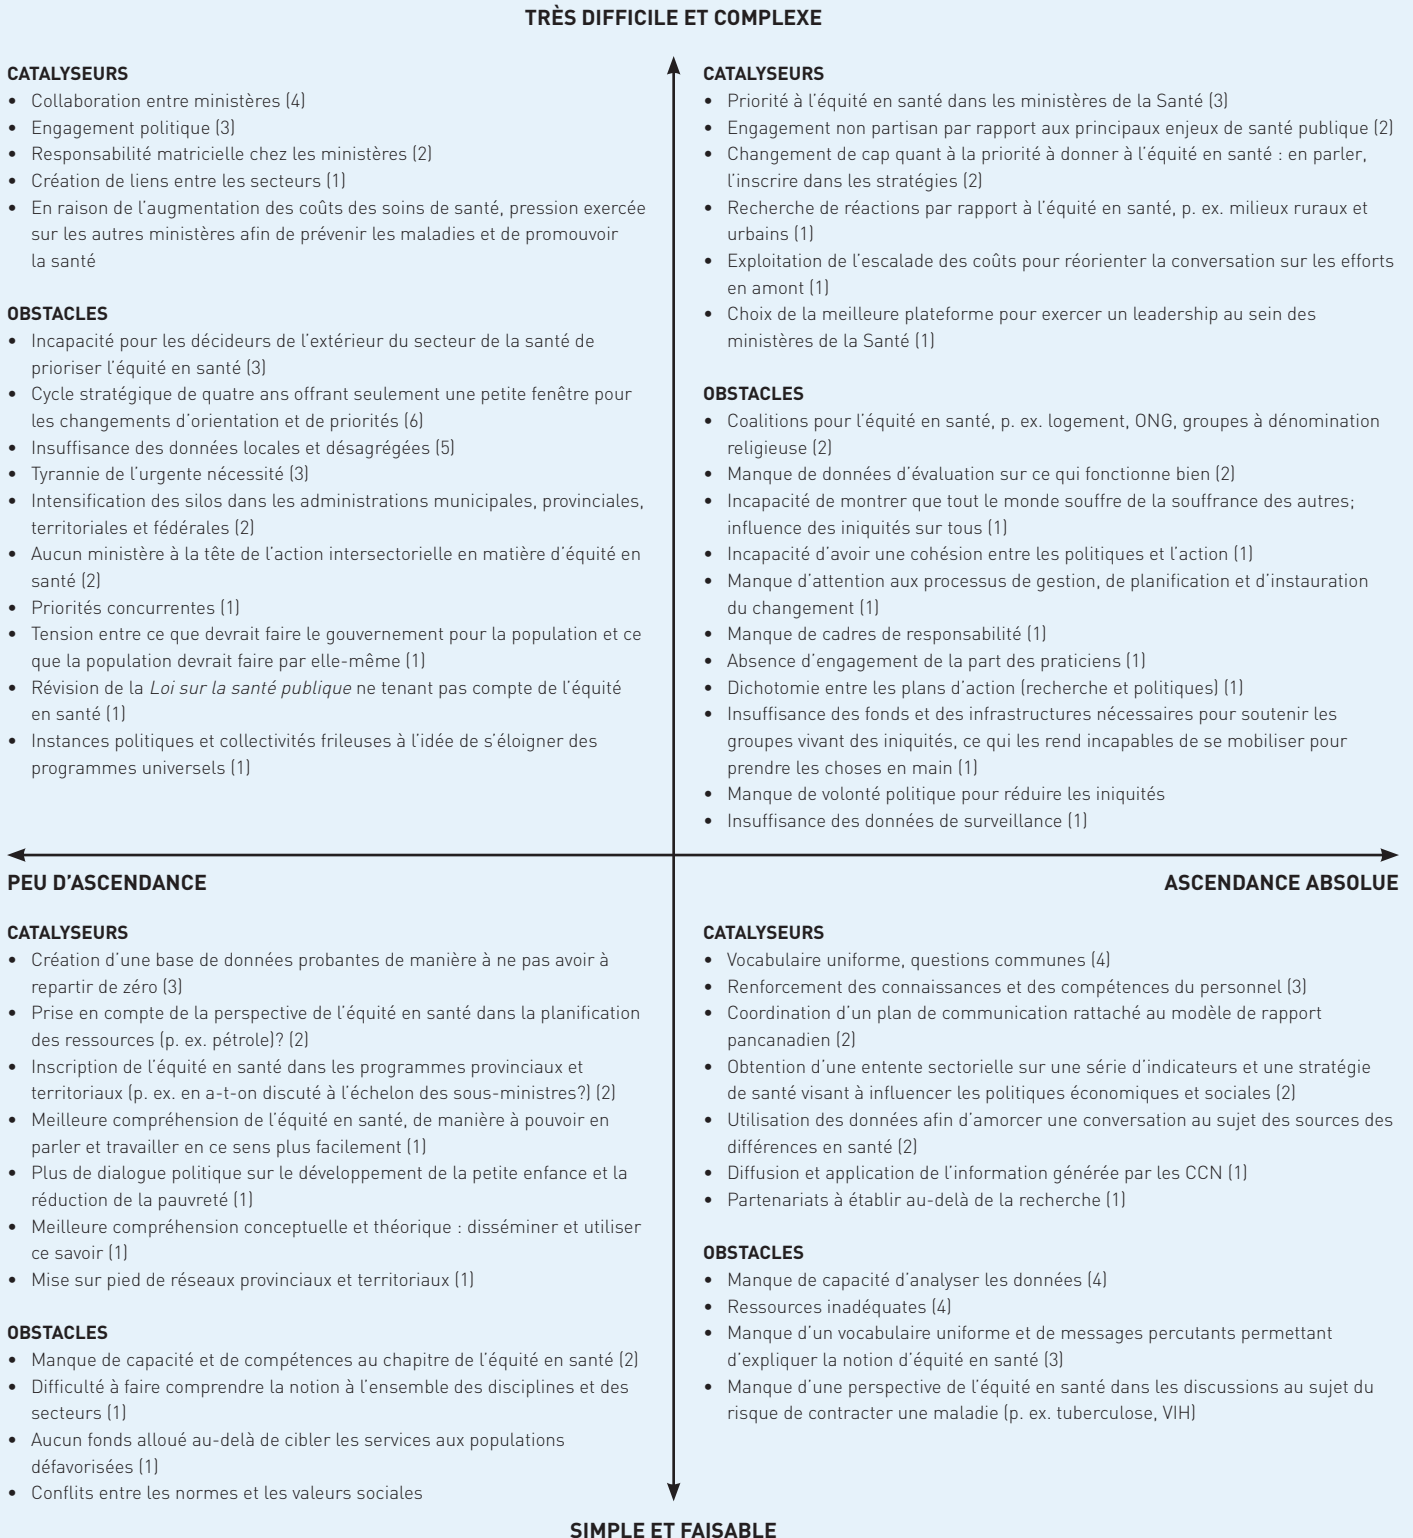 TRÈS DIFFICILE ET COMPLEXE
CATALYSEURS
• Collaboration entre ministères (4)
• Engagement politique (3)
• Responsabilité matricielle chez les ministères (2)
• Création de liens entre les secteurs (1)
• En raison de l'augmentation des coûts des soins de santé, pression exercée
sur les autres ministères afin de prévenir les maladies et de promouvoir
la santé
OBSTACLES
• Incapacité pour les décideurs de l'extérieur du secteur de la santé de
prioriser l'équité en santé (3)
• Cycle stratégique de quatre ans offrant seulement une petite fenêtre pour
les changements d'orientation et de priorités (6)
• Insuffisance des données locales et désagrégées (5)
• Tyrannie de l'urgente nécessité (3)
• Intensification des silos dans les administrations municipales, provinciales,
territoriales et fédérales (2)
• Aucun ministère à la tête de l'action intersectorielle en matière d'équité en
santé (2)
• Priorités concurrentes (1)
• Tension entre ce que devrait faire le gouvernement pour la population et ce
que la population devrait faire par elle-même (1)
• Révision de la Loi sur la santé publique ne tenant pas compte de l'équité
en santé (1)
• Instances politiques et collectivités frileuses à l'idée de s'éloigner des
programmes universels (1)
CATALYSEURS
• Priorité à l'équité en santé dans les ministères de la Santé (3)
• Engagement non partisan par rapport aux principaux enjeux de santé publique (2)
• Changement de cap quant à la priorité à donner à l'équité en santé : en parler,
l'inscrire dans les stratégies (2)
• Recherche de réactions par rapport à l'équité en santé, p. ex. milieux ruraux et
urbains (1)
• Exploitation de l'escalade des coûts pour réorienter la conversation sur les efforts
en amont (1)
• Choix de la meilleure plateforme pour exercer un leadership au sein des
ministères de la Santé (1)
OBSTACLES
• Coalitions pour l'équité en santé, p. ex. logement, ONG, groupes à dénomination
religieuse (2)
• Manque de données d'évaluation sur ce qui fonctionne bien (2)
• Incapacité de montrer que tout le monde souffre de la souffrance des autres;
influence des iniquités sur tous (1)
• Incapacité d'avoir une cohésion entre les politiques et l'action (1)
• Manque d'attention aux processus de gestion, de planification et d'instauration
du changement (1)
• Manque de cadres de responsabilité (1)
• Absence d'engagement de la part des praticiens (1)
• Dichotomie entre les plans d'action (recherche et politiques) (1)
• Insuffisance des fonds et des infrastructures nécessaires pour soutenir les
groupes vivant des iniquités, ce qui les rend incapables de se mobiliser pour
prendre les choses en main (1)
• Manque de volonté politique pour réduire les iniquités
• Insuffisance des données de surveillance (1)
PEU D'ASCENDANCE
ASCENDANCE ABSOLUE
CATALYSEURS
• Création d'une base de données probantes de manière à ne pas avoir à
repartir de zéro (3)
• Prise en compte de la perspective de l'équité en santé dans la planification
des ressources (p. ex. pétrole)? (2)
• Inscription de l'équité en santé dans les programmes provinciaux et
territoriaux (p. ex. en a-t-on discuté à l'échelon des sous-ministres?) (2)
• Meilleure compréhension de l'équité en santé, de manière à pouvoir en
parler et travailler en ce sens plus facilement (1)
• Plus de dialogue politique sur le développement de la petite enfance et la
réduction de la pauvreté (1)
• Meilleure compréhension conceptuelle et théorique : disséminer et utiliser
ce savoir (1)
• Mise sur pied de réseaux provinciaux et territoriaux (1)
OBSTACLES
• Manque de capacité et de compétences au chapitre de l'équité en santé (2)
• Difficulté à faire comprendre la notion à l'ensemble des disciplines et des
secteurs (1)
• Aucun fonds alloué au-delà de cibler les services aux populations
défavorisées (1)
• Conflits entre les normes et les valeurs sociales
CATALYSEURS
• Vocabulaire uniforme, questions communes (4)
• Renforcement des connaissances et des compétences du personnel (3)
• Coordination d'un plan de communication rattaché au modèle de rapport
pancanadien (2)
• Obtention d'une entente sectorielle sur une série d'indicateurs et une stratégie
de santé visant à influencer les politiques économiques et sociales (2)
• Utilisation des données afin d'amorcer une conversation au sujet des sources des
différences en santé (2)
• Diffusion et application de l'information générée par les CCN (1)
• Partenariats à établir au-delà de la recherche (1)
OBSTACLES
• Manque de capacité d'analyser les données (4)
• Ressources inadéquates (4)
• Manque d'un vocabulaire uniforme et de messages percutants permettant
d'expliquer la notion d'équité en santé (3)
• Manque d'une perspective de l'équité en santé dans les discussions au sujet du
risque de contracter une maladie (p. ex. tuberculose, VIH)
SIMPLE ET FAISABLE